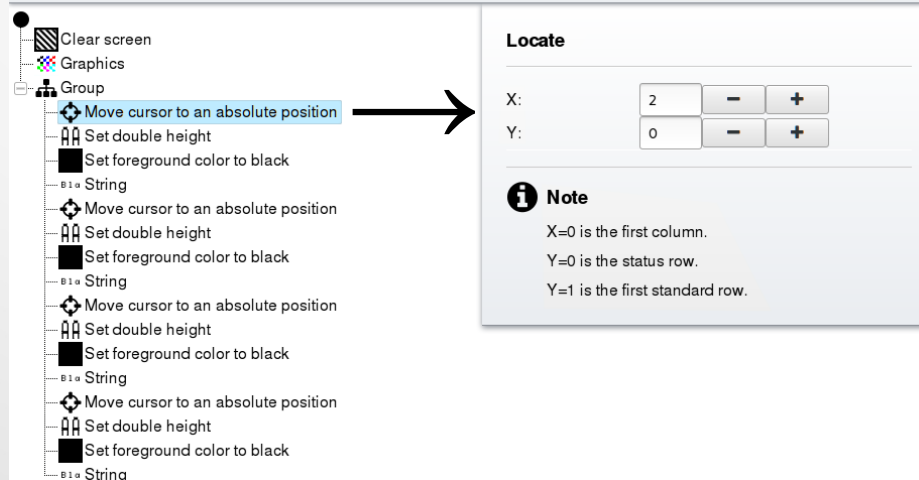 Clear screen
Graphics
Group
Move cursor to an absolute position
Set double height
Set foreground color to black
Bla String
Move cursor to an absolute position
Set double height
Set foreground color to black
Bla String
Move cursor to an absolute position
Set double height
Set foreground color to black
Bla String
Move cursor to an absolute position
Set double height
Set foreground color to black
Bla String
Locate
X: 2 − +
Y: 0 − +
Note
X=0 is the first column.
Y=0 is the status row.
Y=1 is the first standard row.